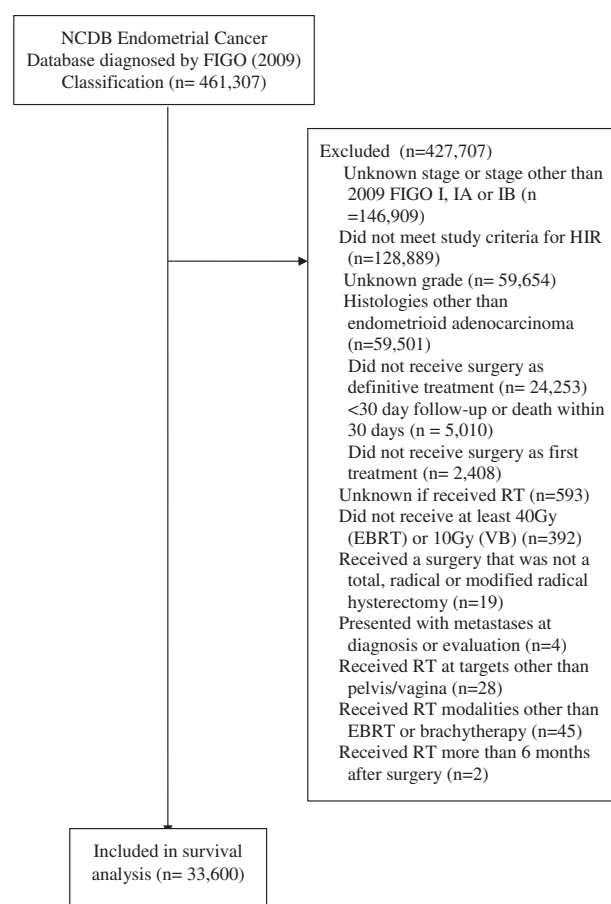 NCDB Endometrial Cancer
Database diagnosed by FIGO (2009)
Classification (n= 461,307)
Excluded (n=427,707)
Unknown stage or stage other than
2009 FIGO I, IA or IB (n
=146,909)
Did not meet study criteria for HIR
(n=128,889)
Unknown grade (n= 59,654)
Histologies other than
endometrioid adenocarcinoma
(n=59,501)
Did not receive surgery as
definitive treatment (n= 24,253)
<30 day follow-up or death within
30 days (n = 5,010)
Did not receive surgery as first
treatment (n= 2,408)
Unknown if received RT (n=593)
Did not receive at least 40Gy
(EBRT) or 10Gy (VB) (n=392)
Received a surgery that was not a
total, radical or modified radical
hysterectomy (n=19)
Presented with metastases at
diagnosis or evaluation (n=4)
Received RT at targets other than
pelvis/vagina (n=28)
Received RT modalities other than
EBRT or brachytherapy (n=45)
Received RT more than 6 months
after surgery (n=2)
Included in survival
analysis (n= 33,600)